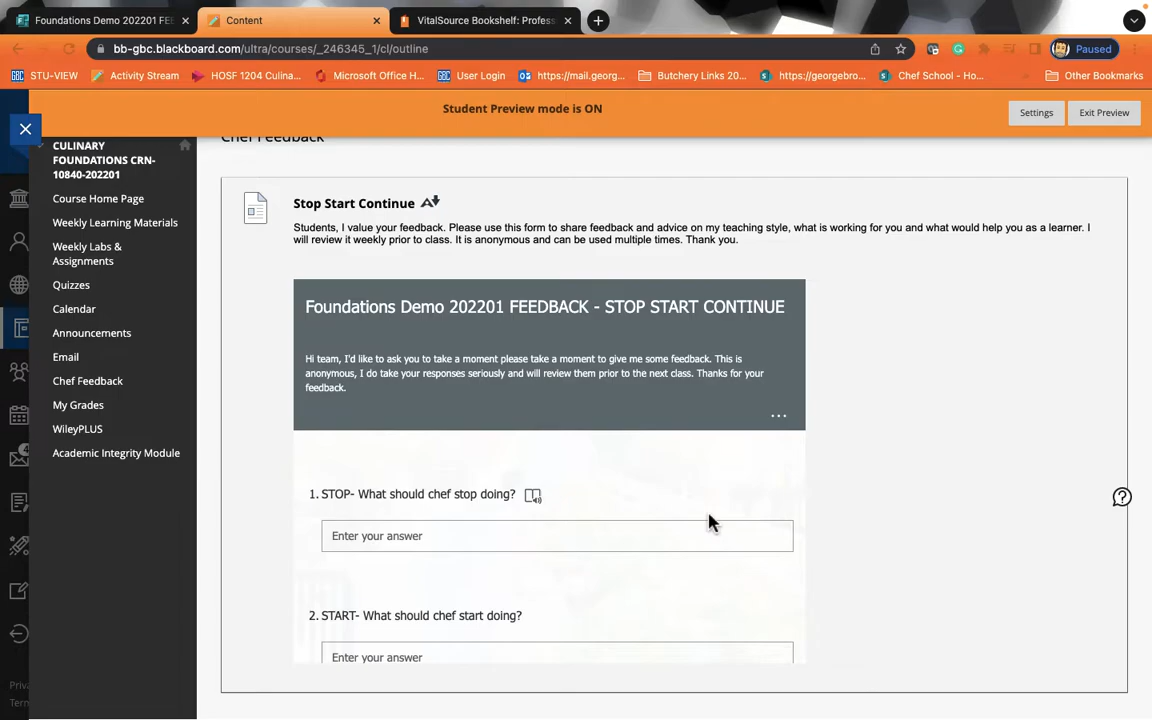 Foundations Demo 202201 FEE
Content
VitalSource Bookshelf: Profess
bb-gbc.blackboard.com/ultra/courses/_246345_1/cl/outline
Paused
GBC STU-VIEW
Activity Stream
HOSF 1204 Culina...
Microsoft Office H...
GBC User Login
https://mail.georg...
Butchery Links 20...
https://georgebro...
Chef School - Ho...
Other Bookmarks
Student Preview mode is ON
Settings
Exit Preview
CULINARY
FOUNDATIONS CRN-
10840-202201
Course Home Page
Weekly Learning Materials
Weekly Labs &
Assignments
Quizzes
Calendar
Announcements
Email
Chef Feedback
My Grades
WileyPLUS
Academic Integrity Module
Priva
Term
Chef Feedback
Stop Start Continue
Students, I value your feedback. Please use this form to share feedback and advice on my teaching style, what is working for you and what would help you as a learner. I
will review it weekly prior to class. It is anonymous and can be used multiple times. Thank you.
Foundations Demo 202201 FEEDBACK - STOP START CONTINUE
Hi team, I'd like to ask you to take a moment please take a moment to give me some feedback. This is
anonymous, I do take your responses seriously and will review them prior to the next class. Thanks for your
feedback.
...
1. STOP- What should chef stop doing?
Enter your answer
2. START- What should chef start doing?
Enter your answer